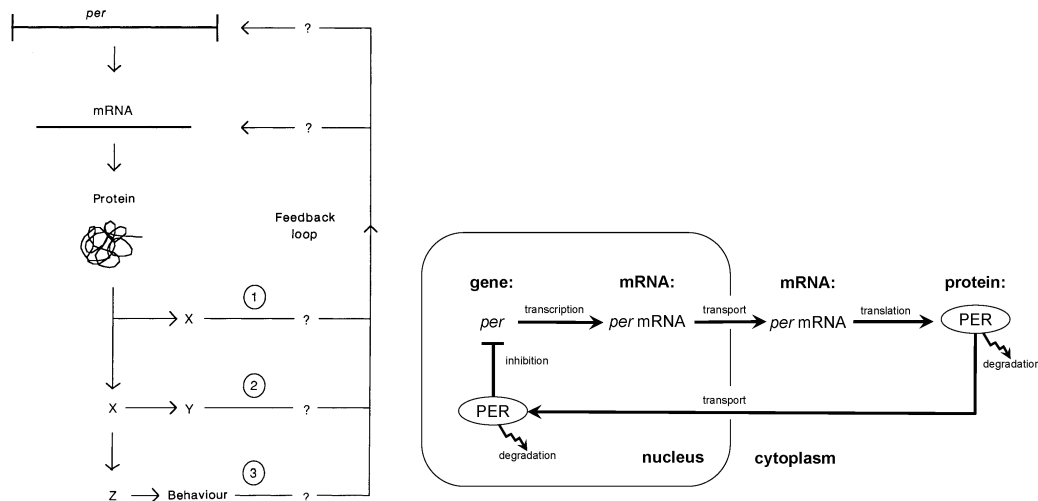 per
?
mRNA
?
Protein
Feedback
loop
1
X
?
2
X
Y
?
3
Z
Behaviour
?
gene:
mRNA:
mRNA:
protein:
per
transcription
per mRNA
transport
per mRNA
translation
PER
degradation
inhibition
PER
transport
degradation
nucleus
cytoplasm